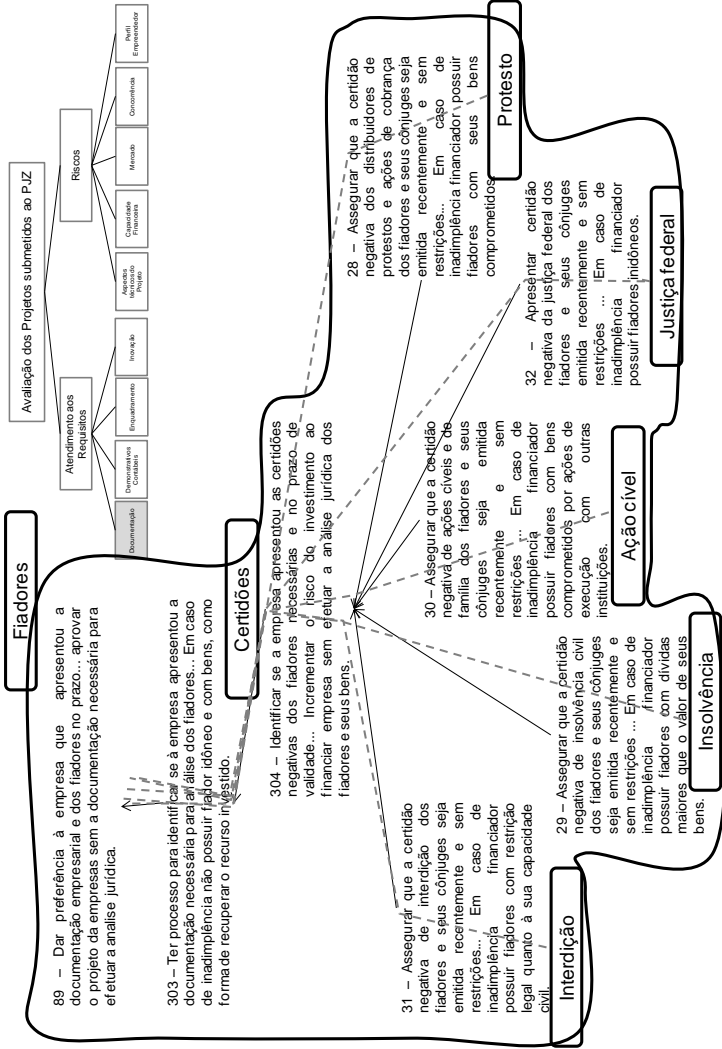 Avaliação dos Projetos submetidos ao PJZ
Atendimento aos
Requisitos
Riscos
Documentação
Demonstrativos
Contábeis
Enquadramento
Inovação
Aspectos
técnicos do
Projeto
Capacidade
Financeira
Mercado
Concorrência
Perfil
Empreendedor
Fiadores
89 – Dar preferência à empresa que apresentou a
documentação empresarial e dos fiadores no prazo... aprovar
o projeto da empresas sem a documentação necessária para
efetuar a analise jurídica.
303 – Ter processo para identificar se à empresa apresentou a
documentação necessária para análise dos fiadores... Em caso
de inadimplência não possuir fiador idôneo e com bens, como
forma de recuperar o recurso investido.
Certidões
304 – Identificar se a empresa apresentou as certidões
negativas dos fiadores necessárias e no prazo de
validade... Incrementar o risco do investimento ao
financiar empresa sem efetuar a análise jurídica dos
fiadores e seus bens.
28 – Assegurar que a certidão
negativa dos distribuidores de
protestos e ações de cobrança
dos fiadores e seus cônjuges seja
emitida recentemente e sem
restrições... Em caso de
inadimplência financiador possuir
fiadores com seus bens
comprometidos.
Protesto
31 – Assegurar que a certidão
negativa de interdição dos
fiadores e seus cônjuges seja
emitida recentemente e sem
restrições... Em caso de
inadimplência financiador
possuir fiadores com restrição
legal quanto à sua capacidade
civil.
Interdição
29 – Assegurar que a certidão
negativa de insolvência civil
dos fiadores e seus cônjuges
seja emitida recentemente e
sem restrições ... Em caso de
inadimplência financiador
possuir fiadores com dívidas
maiores que o valor de seus
bens.
Insolvência
30 – Assegurar que a certidão
negativa de ações cíveis e de
família dos fiadores e seus
cônjuges seja emitida
recentemente e sem
restrições ... Em caso de
inadimplência financiador
possuir fiadores com bens
comprometidos por ações de
execução com outras
instituições.
Ação cível
32 – Apresentar certidão
negativa da justiça federal dos
fiadores e seus cônjuges
emitida recentemente e sem
restrições ... Em caso de
inadimplência financiador
possuir fiadores inidôneos.
Justiça federal